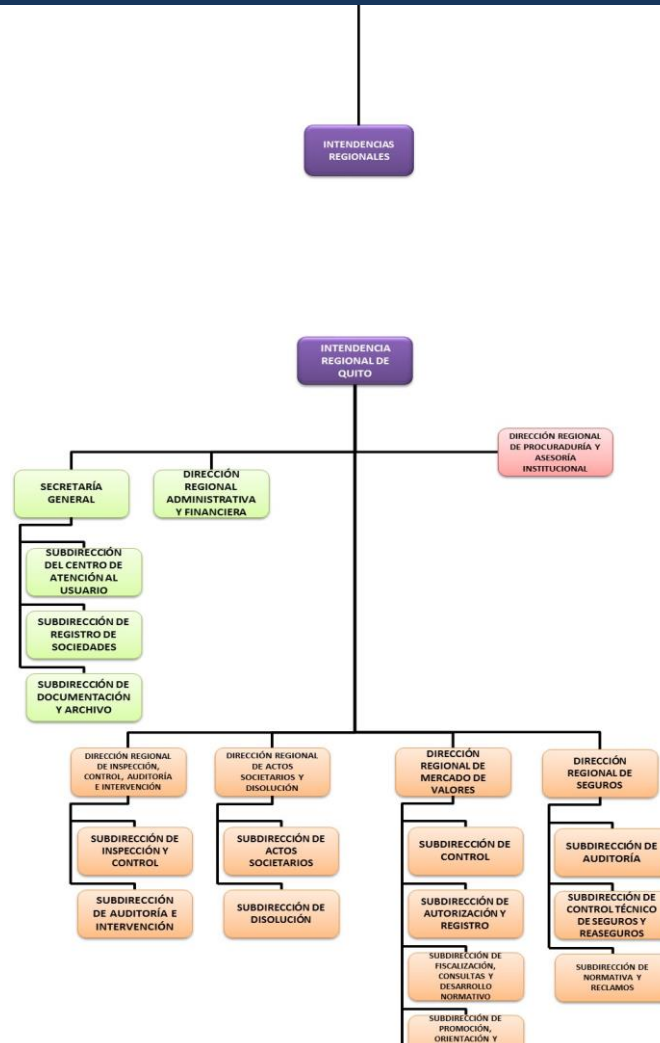 INTENDENCIAS
REGIONALES
INTENDENCIA
REGIONAL DE
QUITO
DIRECCIÓN REGIONAL
DE PROCURADURÍA Y
ASESORÍA
INSTITUCIONAL
SECRETARÍA
GENERAL
DIRECCIÓN
REGIONAL
ADMINISTRATIVA
Y FINANCIERA
SUBDIRECCIÓN
DEL CENTRO DE
ATENCIÓN AL
USUARIO
SUBDIRECCIÓN DE
REGISTRO DE
SOCIEDADES
SUBDIRECCIÓN DE
DOCUMENTACIÓN
Y ARCHIVO
DIRECCIÓN REGIONAL
DE INSPECCIÓN,
CONTROL, AUDITORÍA
E INTERVENCIÓN
SUBDIRECCIÓN DE
INSPECCIÓN Y
CONTROL
SUBDIRECCIÓN
DE AUDITORÍA E
INTERVENCIÓN
DIRECCIÓN REGIONAL
DE ACTOS
SOCIETARIOS Y
DISOLUCIÓN
SUBDIRECCIÓN DE
ACTOS
SOCIETARIOS
SUBDIRECCIÓN DE
DISOLUCIÓN
DIRECCIÓN
REGIONAL DE
MERCADO DE
VALORES
SUBDIRECCIÓN DE
CONTROL
SUBDIRECCIÓN DE
AUTORIZACIÓN Y
REGISTRO
SUBDIRECCIÓN DE
FISCALIZACIÓN,
CONSULTAS Y
DESARROLLO
NORMATIVO
SUBDIRECCIÓN DE
PROMOCIÓN,
ORIENTACIÓN Y
DIRECCIÓN
REGIONAL DE
SEGUROS
SUBDIRECCIÓN DE
AUDITORÍA
SUBDIRECCIÓN DE
CONTROL TÉCNICO
DE SEGUROS Y
REASEGUROS
SUBDIRECCIÓN DE
NORMATIVA Y
RECLAMOS